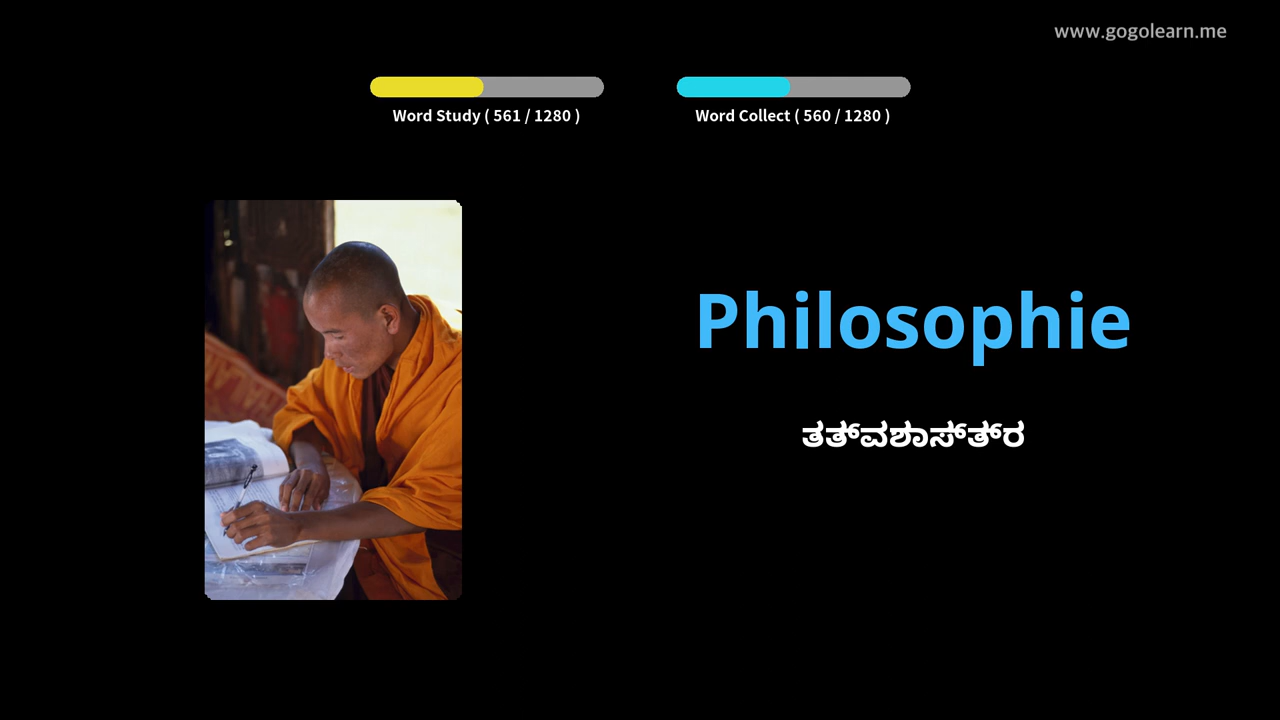 www.gogolearn.me
Word Study ( 561 / 1280 )
Word Collect ( 560 / 1280 )
Philosophie
ತತ್‌ವಶಾಸ್‌ತ್‌ರ